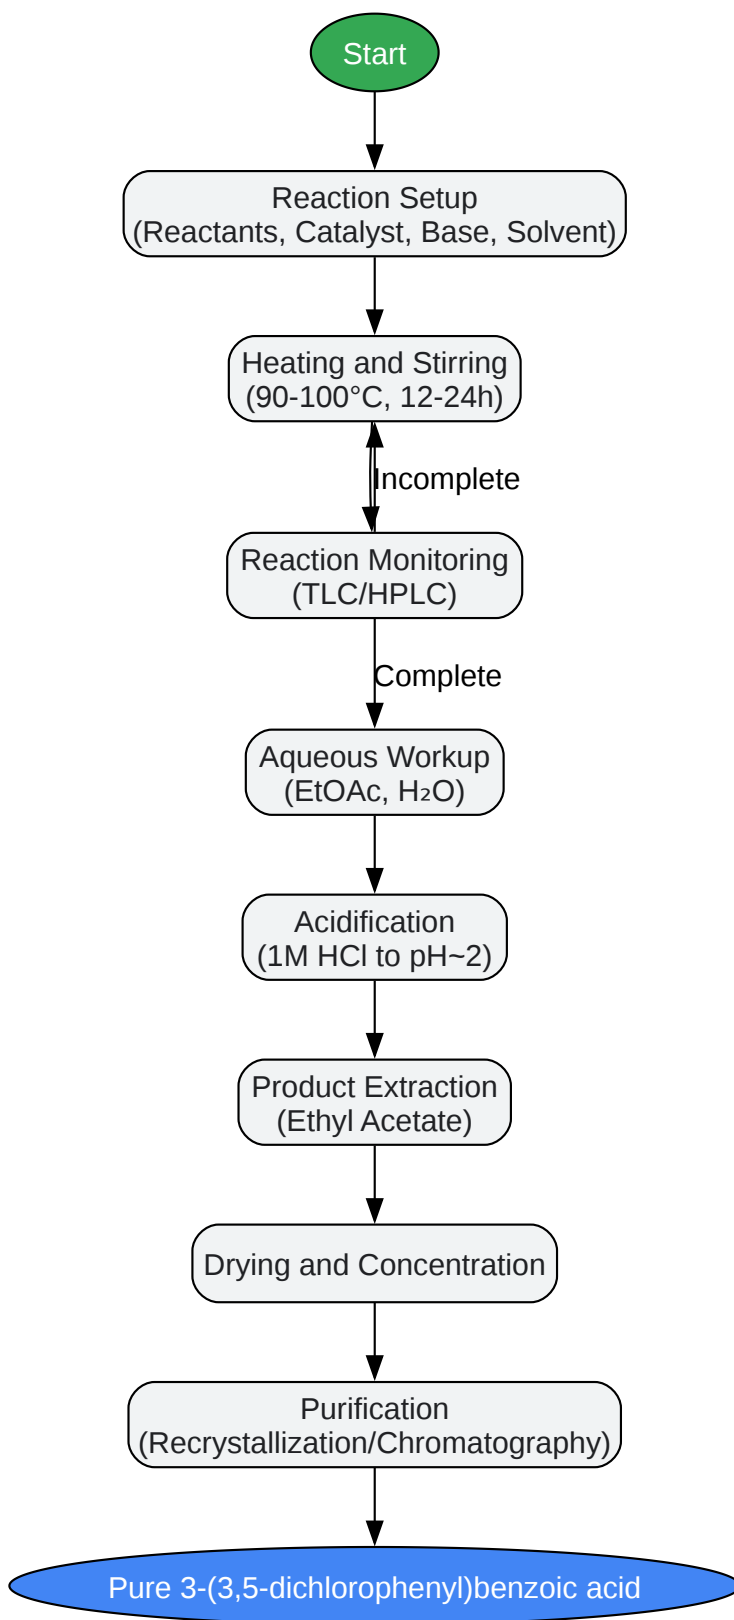 Start
Reaction Setup
(Reactants, Catalyst, Base, Solvent)
Heating and Stirring
(90-100°C, 12-24h)
Incomplete
Reaction Monitoring
(TLC/HPLC)
Complete
Aqueous Workup
(EtOAc, H₂O)
Acidification
(1M HCl to pH~2)
Product Extraction
(Ethyl Acetate)
Drying and Concentration
Purification
(Recrystallization/Chromatography)
Pure 3-(3,5-dichlorophenyl)benzoic acid